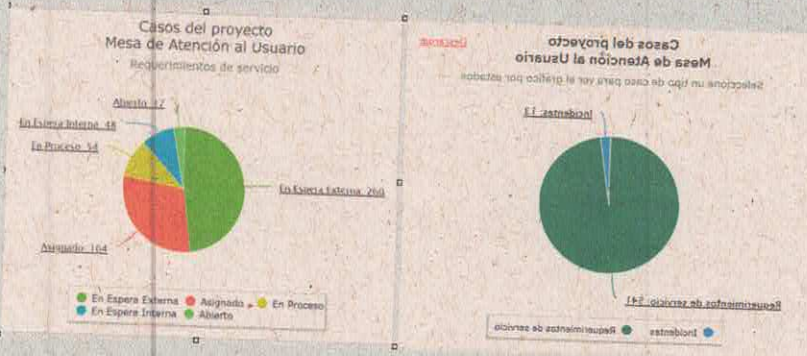 Casos del proyecto
Mesa de Atención al Usuario
Requerimientos de servicio
Abierto: 17
En Espera Interna: 48
En Proceso: 54
En Espera Externa: 260
Asignado: 164
En Espera Externa Asignado En Proceso
En Espera Interna Abierto
Descargar
Casos del proyecto
Mesa de Atención al Usuario
Seleccione un tipo de caso para ver el gráfico por estados
Incidentes: 13
Requerimientos de servicio: 541
Incidentes Requerimientos de servicio